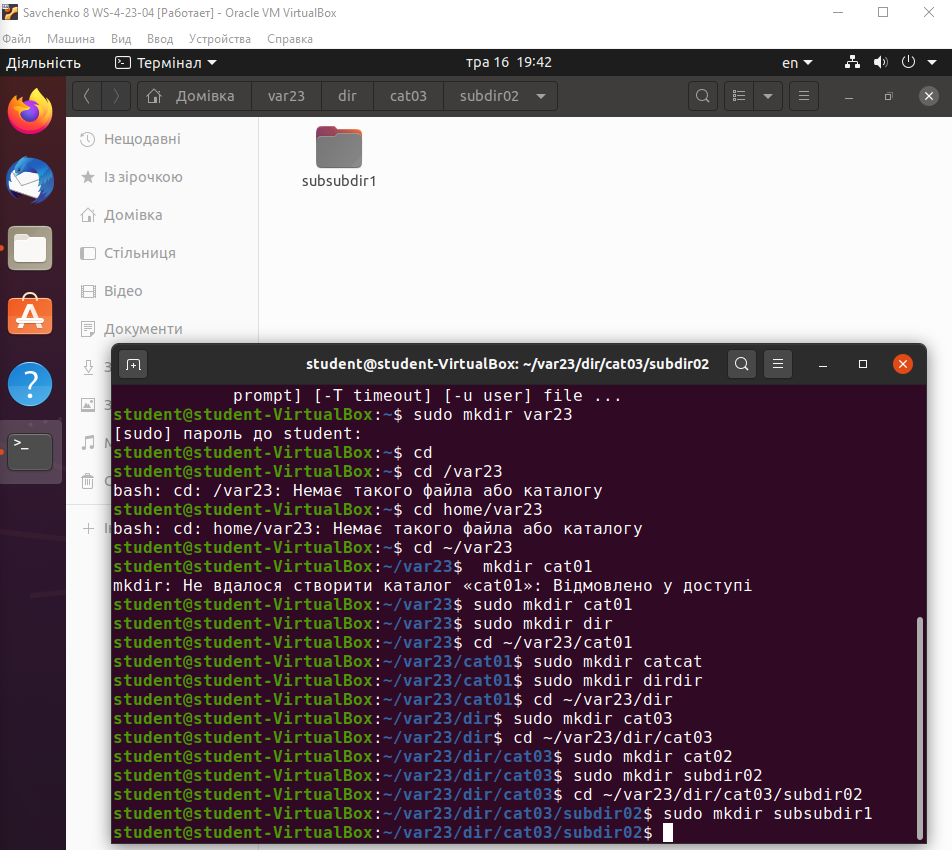 Savchenko 8 WS-4-23-04 [Работает] - Oracle VM VirtualBox
Файл Машина Вид Ввод Устройства Справка
Діяльність Термінал тра 16 19:42 en
Домівка var23 dir cat03 subdir02
Нещодавні
subsubdir1
Із зірочкою
Домівка
Стільниця
Відео
Документи
student@student-VirtualBox: ~/var23/dir/cat03/subdir02
prompt] [-T timeout] [-u user] file ...
student@student-VirtualBox:~$ sudo mkdir var23
[sudo] пароль до student:
student@student-VirtualBox:~$ cd
student@student-VirtualBox:~$ cd /var23
bash: cd: /var23: Немає такого файла або каталогу
student@student-VirtualBox:~$ cd home/var23
bash: cd: home/var23: Немає такого файла або каталогу
student@student-VirtualBox:~$ cd ~/var23
student@student-VirtualBox:~/var23$  mkdir cat01
mkdir: Не вдалося створити каталог «cat01»: Відмовлено у доступі
student@student-VirtualBox:~/var23$ sudo mkdir cat01
student@student-VirtualBox:~/var23$ sudo mkdir dir
student@student-VirtualBox:~/var23$ cd ~/var23/cat01
student@student-VirtualBox:~/var23/cat01$ sudo mkdir catcat
student@student-VirtualBox:~/var23/cat01$ sudo mkdir dirdir
student@student-VirtualBox:~/var23/cat01$ cd ~/var23/dir
student@student-VirtualBox:~/var23/dir$ sudo mkdir cat03
student@student-VirtualBox:~/var23/dir$ cd ~/var23/dir/cat03
student@student-VirtualBox:~/var23/dir/cat03$ sudo mkdir cat02
student@student-VirtualBox:~/var23/dir/cat03$ sudo mkdir subdir02
student@student-VirtualBox:~/var23/dir/cat03$ cd ~/var23/dir/cat03/subdir02
student@student-VirtualBox:~/var23/dir/cat03/subdir02$ sudo mkdir subsubdir1
student@student-VirtualBox:~/var23/dir/cat03/subdir02$